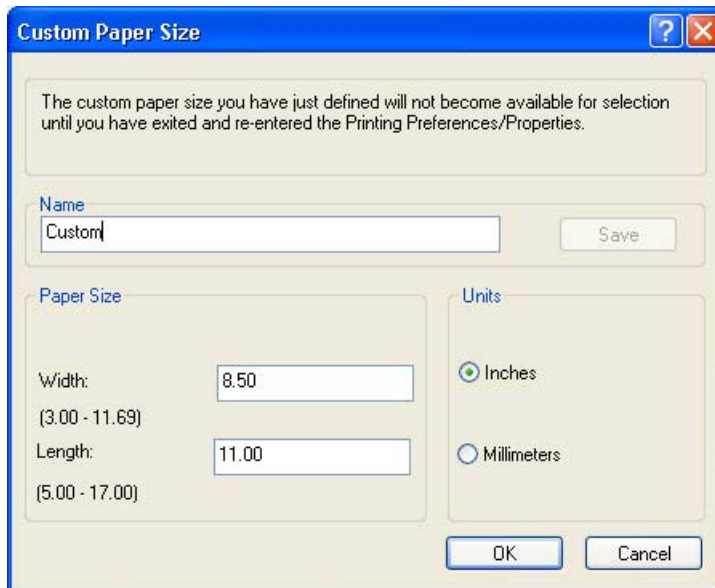 Custom Paper Size
The custom paper size you have just defined will not become available for selection
until you have exited and re-entered the Printing Preferences/Properties.
Name
Custom
Save
Paper Size
Units
Width:
8.50
Inches
(3.00 - 11.69)
Length:
11.00
Millimeters
(5.00 - 17.00)
OK
Cancel